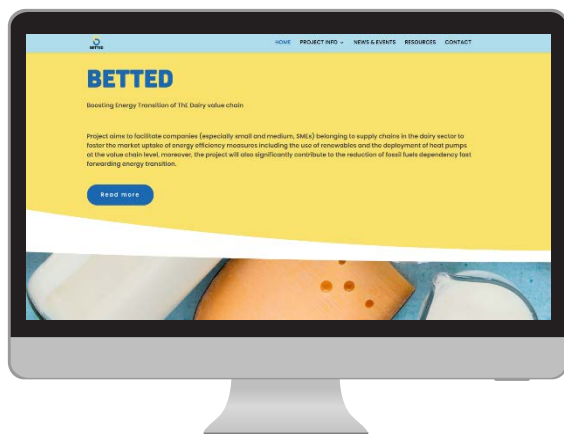 BETTED
HOME PROJECT INFO NEWS & EVENTS RESOURCES CONTACT
BETTED
Boosting Energy Transition of ThE Dairy value chain
Project aims to facilitate companies (especially small and medium, SMEs) belonging to supply chains in the dairy sector to
foster the market uptake of energy efficiency measures including the use of renewables and the deployment of heat pumps
at the value chain level, moreover, the project will also significantly contribute to the reduction of fossil fuels dependency fast
forwarding energy transition.
Read more